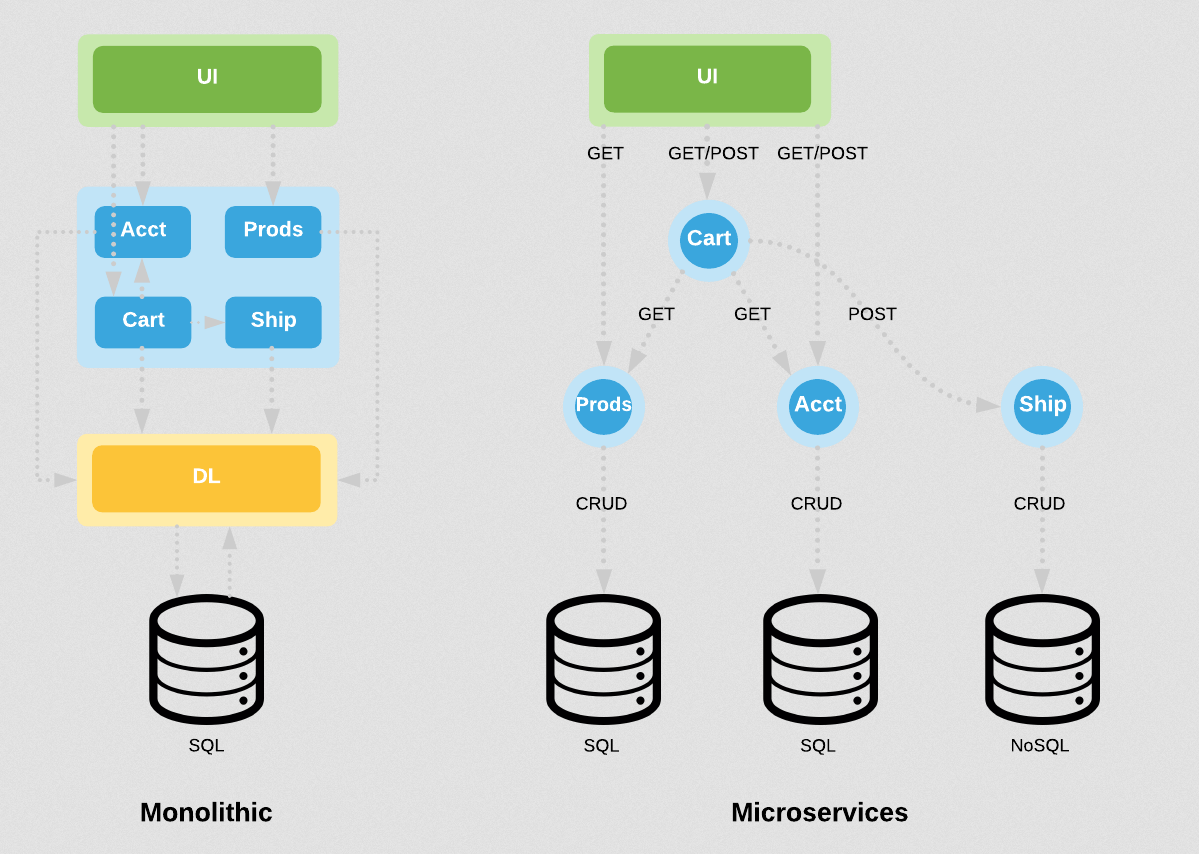 UI
Acct
Prods
Cart
Ship
DL
SQL
Monolithic
UI
GET
GET/POST
GET/POST
Cart
GET
GET
POST
Prods
Acct
Ship
CRUD
CRUD
CRUD
SQL
SQL
NoSQL
Microservices